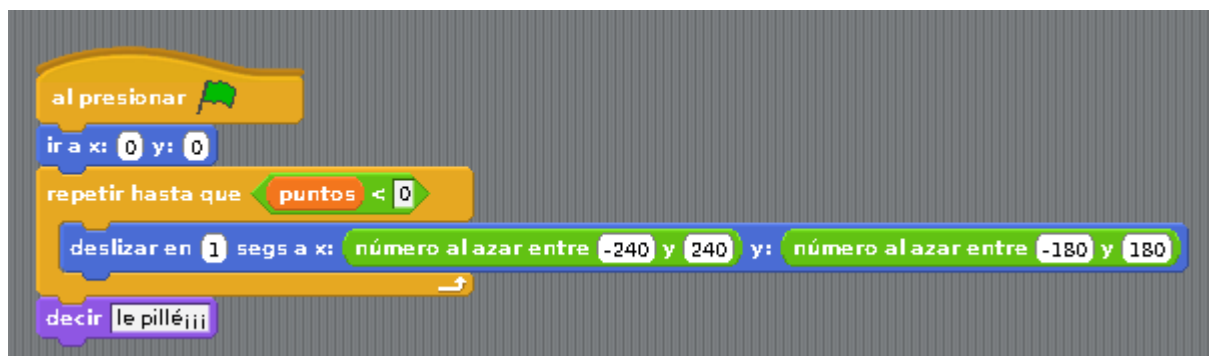 al presionar
ir a x: 0 y: 0
repetir hasta que puntos < 0
deslizar en 1 segs a x: número al azar entre -240 y 240 y: número al azar entre -180 y 180
decir le pillé¡¡¡